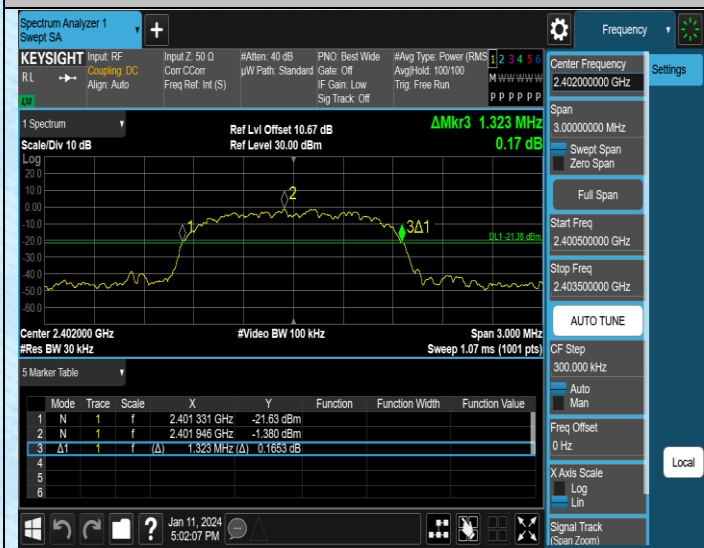 Spectrum Analyzer 1
Swept SA
+
Frequency
KEYSIGHT
RL
LXI
Input: RF
Coupling: DC
Align: Auto
Input Z: 50 Ω
Corr CCorr
Freq Ref: Int (S)
#Atten: 40 dB
µW Path: Standard
PNO: Best Wide
Gate: Off
IF Gain: Low
Sig Track: Off
#Avg Type: Power (RMS
Avg|Hold: 100/100
Trig: Free Run
1 2 3 4 5 6
M W W W W W
P P P P P P
Center Frequency
2.402000000 GHz
Settings
1 Spectrum
Scale/Div 10 dB
Ref Lvl Offset 10.67 dB
Ref Level 30.00 dBm
ΔMkr3 1.323 MHz
0.17 dB
Log
20.0
10.0
0.00
-10.0
-20.0
-30.0
-40.0
-50.0
-60.0
1
2
3Δ1
DL1 -21.38 dBm
Center 2.402000 GHz
#Res BW 30 kHz
#Video BW 100 kHz
Span 3.000 MHz
Sweep 1.07 ms (1001 pts)
Span
3.00000000 MHz
Swept Span
Zero Span
Full Span
Start Freq
2.400500000 GHz
Stop Freq
2.403500000 GHz
AUTO TUNE
CF Step
300.000 kHz
Auto
Man
Freq Offset
0 Hz
X Axis Scale
Log
Lin
Signal Track
(Span Zoom)
Local
5 Marker Table
Mode Trace Scale X Y Function Function Width Function Value
1 N 1 f 2.401 331 GHz -21.63 dBm
2 N 1 f 2.401 946 GHz -1.380 dBm
3 Δ1 1 f (Δ) 1.323 MHz (Δ) 0.1653 dB
4
5
6
?
Jan 11, 2024
5:02:07 PM